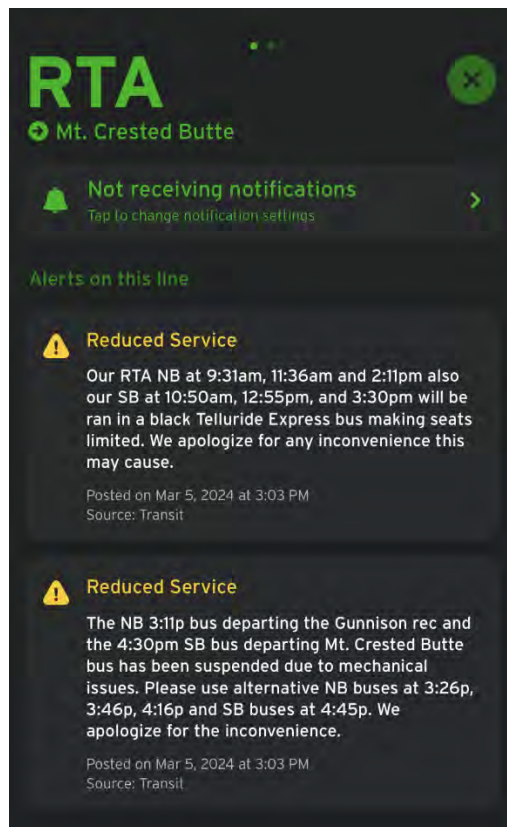 RTA
Mt. Crested Butte
Not receiving notifications
Tap to change notification settings
Alerts on this line
Reduced Service
Our RTA NB at 9:31am, 11:36am and 2:11pm also
our SB at 10:50am, 12:55pm, and 3:30pm will be
ran in a black Telluride Express bus making seats
limited. We apologize for any inconvenience this
may cause.
Posted on Mar 5, 2024 at 3:03 PM
Source: Transit
Reduced Service
The NB 3:11p bus departing the Gunnison rec and
the 4:30pm SB bus departing Mt. Crested Butte
bus has been suspended due to mechanical
issues. Please use alternative NB buses at 3:26p,
3:46p, 4:16p and SB buses at 4:45p. We
apologize for the inconvenience.
Posted on Mar 5, 2024 at 3:03 PM
Source: Transit